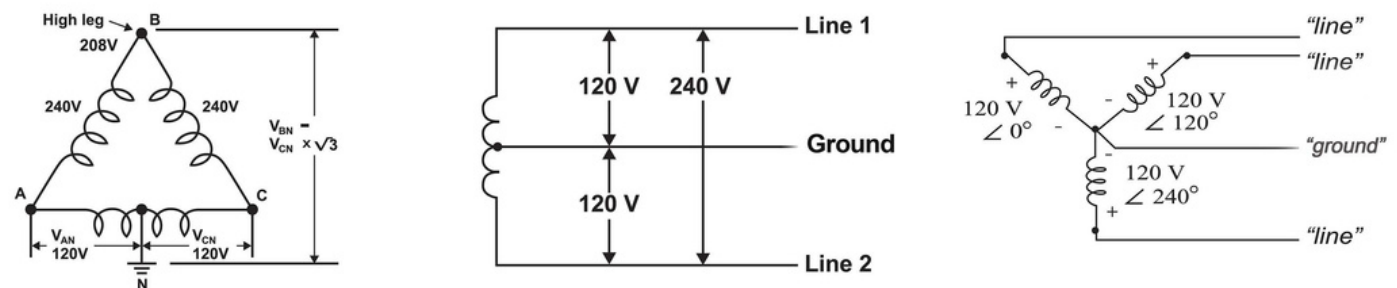 High leg
B
208V
240V
240V
V_BN =
V_CN × √3
A
C
V_AN
120V
V_CN
120V
N
Line 1
120 V
240 V
Ground
120 V
Line 2
"line"
"line"
+
+
120 V
∠ 0°
-
-
120 V
∠ 120°
"ground"
-
120 V
∠ 240°
+
"line"